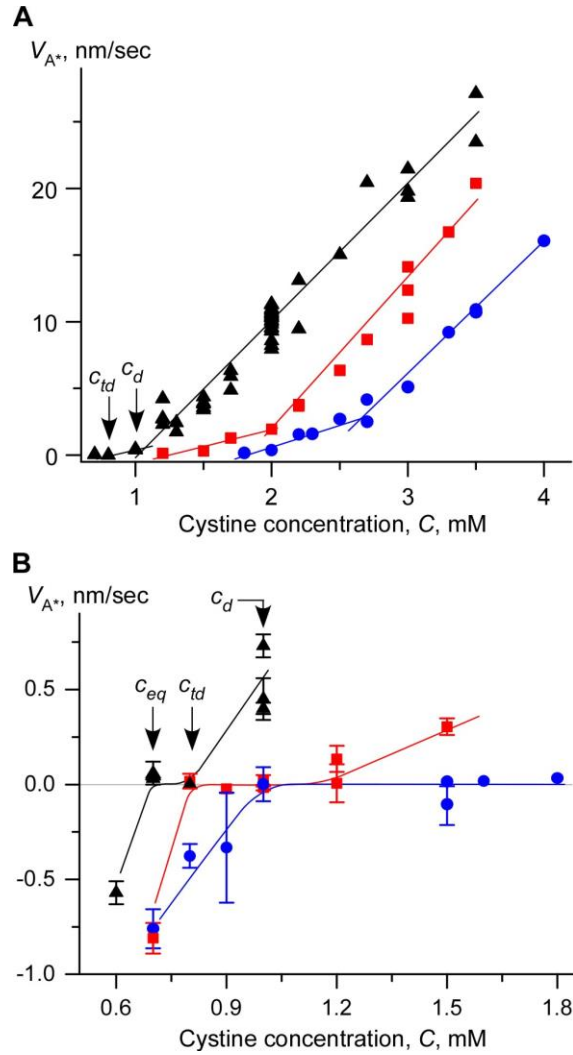 A
V_A*, nm/sec
20
10
0
c_td
c_d
1 2 3 4
Cystine concentration, C, mM
B
V_A*, nm/sec
c_d
c_eq
c_td
0.5
0.0
-0.5
-1.0
0.6 0.9 1.2 1.5 1.8
Cystine concentration, C, mM